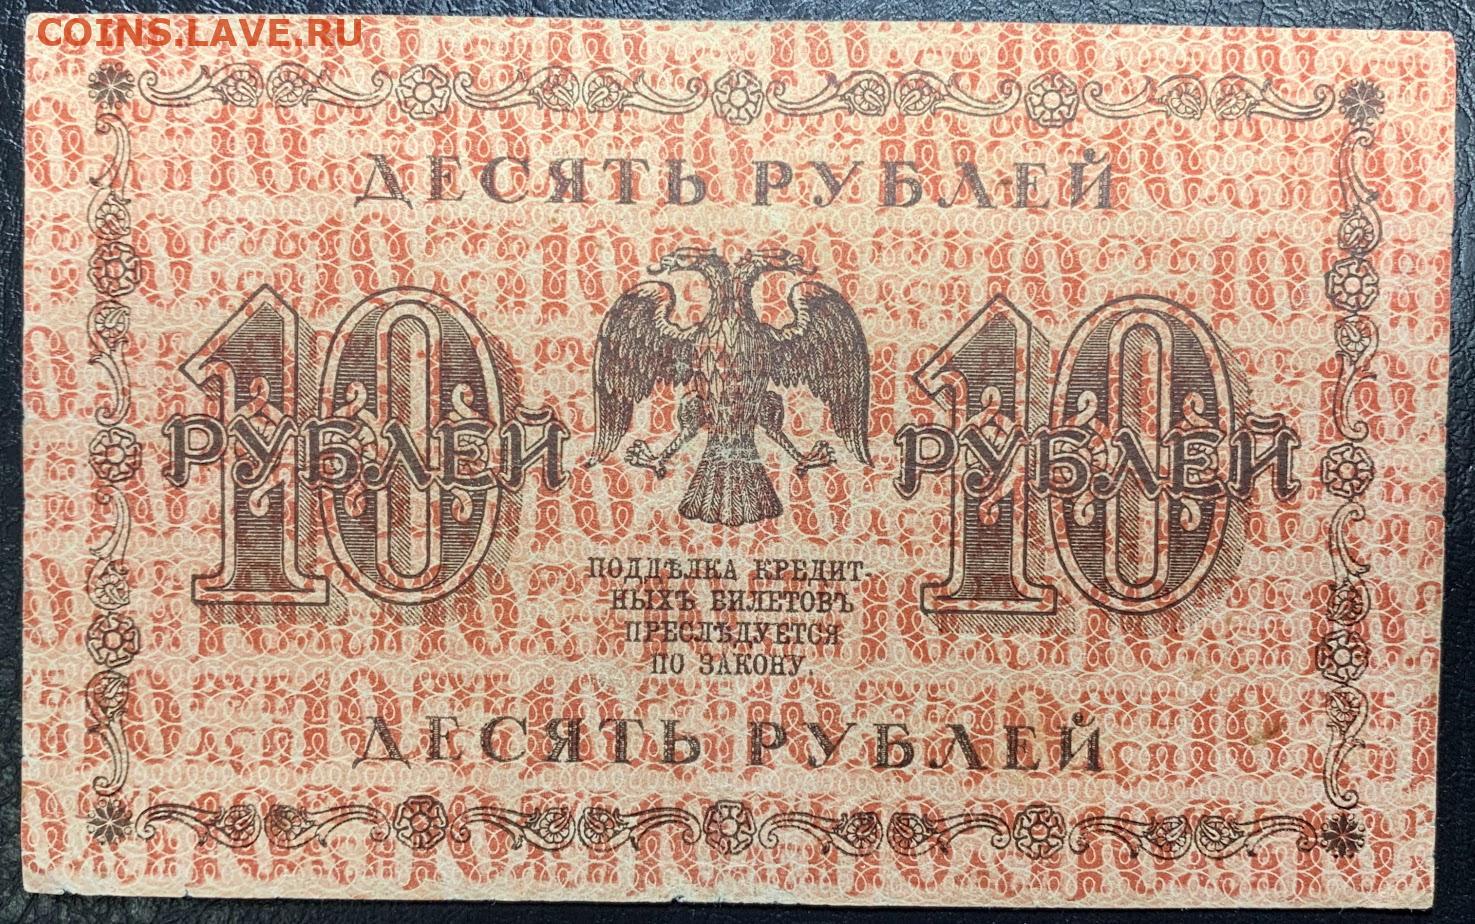 COINS.LAVE.RU
ДЕСЯТЬ РУБЛЕЙ
10 РУБЛЕЙ
10 РУБЛЕЙ
ПОДДѢЛКА КРЕДИТ-
НЫХЪ БИЛЕТОВЪ
ПРЕСЛѢДУЕТСЯ
ПО ЗАКОНУ.
ДЕСЯТЬ РУБЛЕЙ